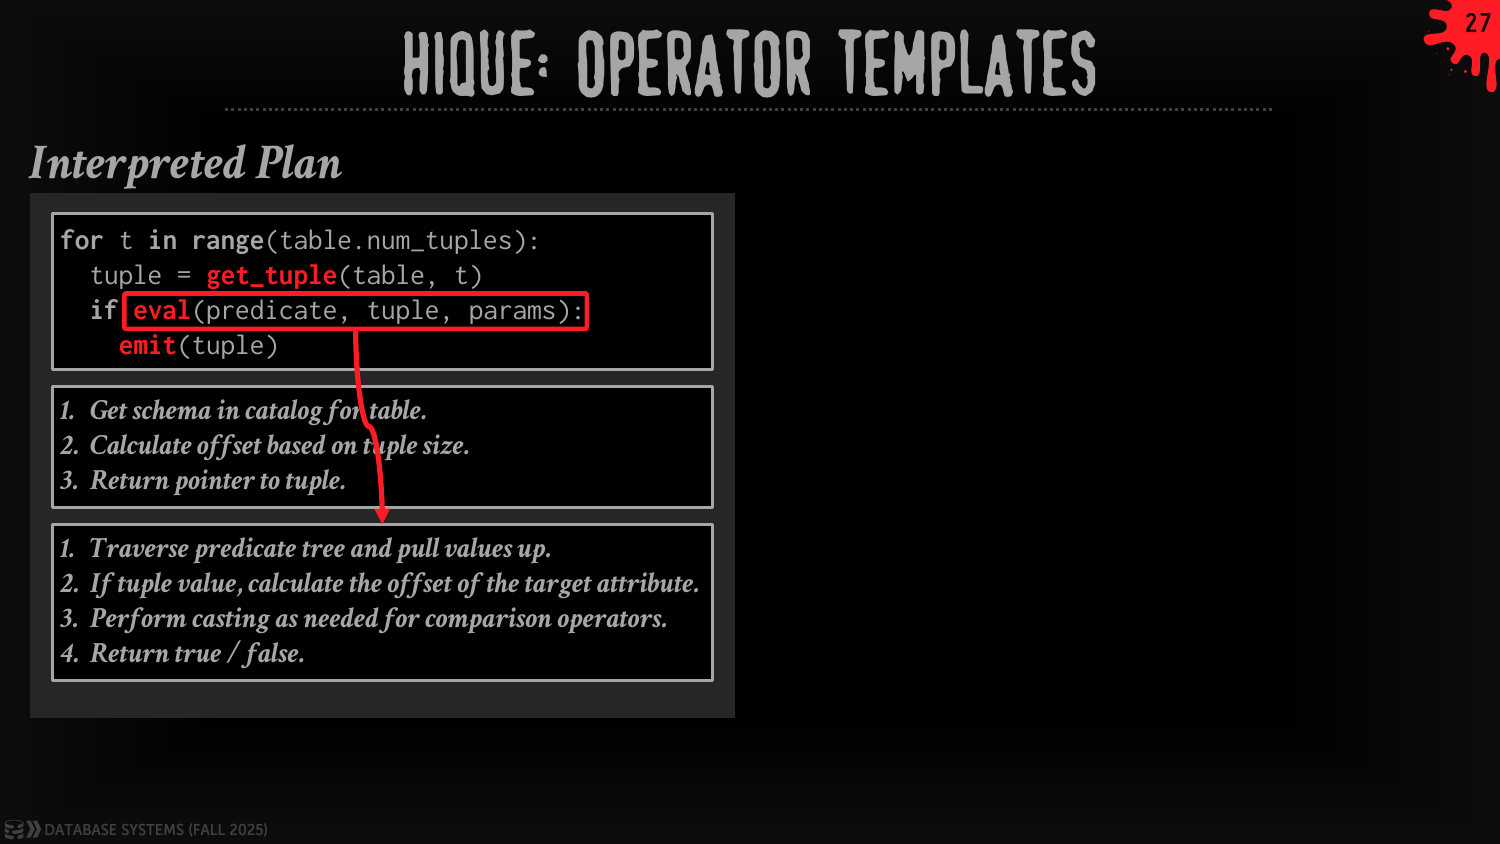 27
HIQUE: OPERATOR TEMPLATES
Interpreted Plan
for t in range(table.num_tuples):
tuple = get_tuple(table, t)
if eval(predicate, tuple, params):
emit(tuple)
1. Get schema in catalog for table.
2. Calculate offset based on tuple size.
3. Return pointer to tuple.
1. Traverse predicate tree and pull values up.
2. If tuple value, calculate the offset of the target attribute.
3. Perform casting as needed for comparison operators.
4. Return true / false.
DATABASE SYSTEMS (FALL 2025)